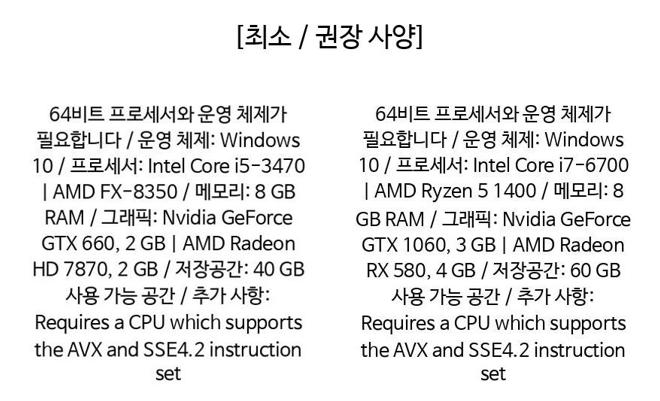 [최소 / 권장 사양]
64비트 프로세서와 운영 체제가
필요합니다 / 운영 체제: Windows
10 / 프로세서: Intel Core i5-3470
| AMD FX-8350 / 메모리: 8 GB
RAM / 그래픽: Nvidia GeForce
GTX 660, 2 GB | AMD Radeon
HD 7870, 2 GB / 저장공간: 40 GB
사용 가능 공간 / 추가 사항:
Requires a CPU which supports
the AVX and SSE4.2 instruction
set
64비트 프로세서와 운영 체제가
필요합니다 / 운영 체제: Windows
10 / 프로세서: Intel Core i7-6700
| AMD Ryzen 5 1400 / 메모리: 8
GB RAM / 그래픽: Nvidia GeForce
GTX 1060, 3 GB | AMD Radeon
RX 580, 4 GB / 저장공간: 60 GB
사용 가능 공간 / 추가 사항:
Requires a CPU which supports
the AVX and SSE4.2 instruction
set